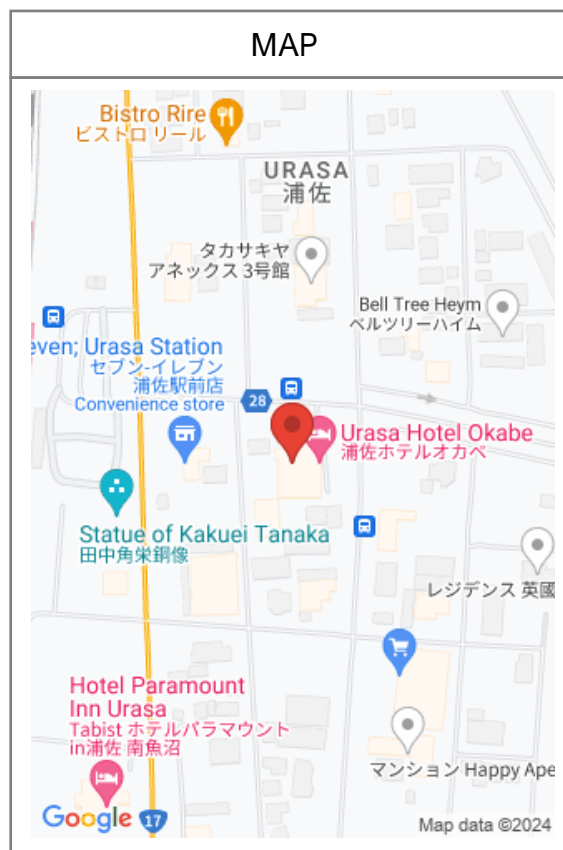 MAP
Bistro Rire
ビストロ リール
URASA
浦佐
タカサキヤ
アネックス 3号館
Bell Tree Heym
ベルツリーハイム
even; Urasa Station
セブン-イレブン
浦佐駅前店
Convenience store
28
Urasa Hotel Okabe
浦佐ホテルオカベ
Statue of Kakuei Tanaka
田中角栄銅像
レジデンス 英國
Hotel Paramount
Inn Urasa
Tabist ホテルパラマウント
in浦佐 南魚沼
マンション Happy Ape
Google
17
Map data ©2024